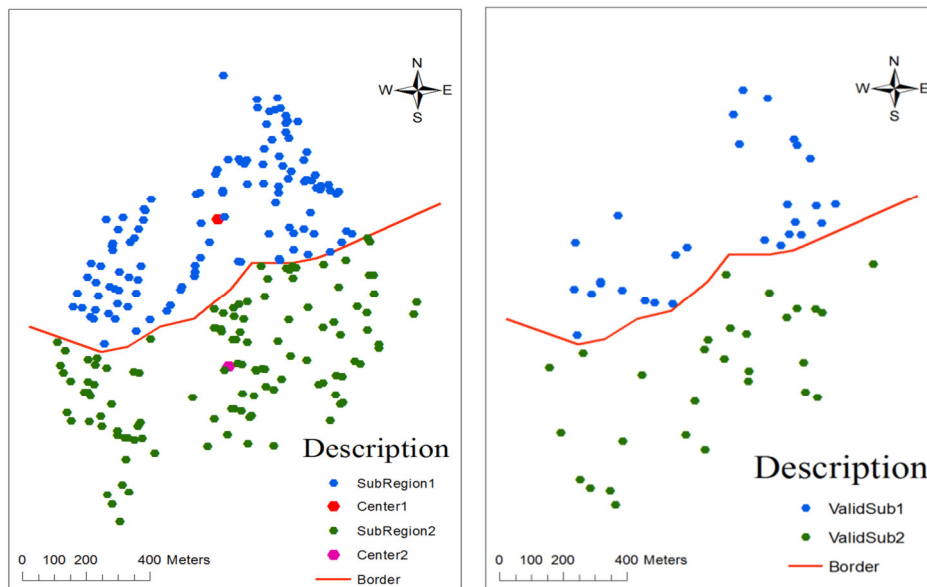 N
W E
S
Description
SubRegion1
Center1
SubRegion2
Center2
Border
0 100 200 400 Meters
N
W E
S
Description
ValidSub1
ValidSub2
Border
0 100 200 400 Meters